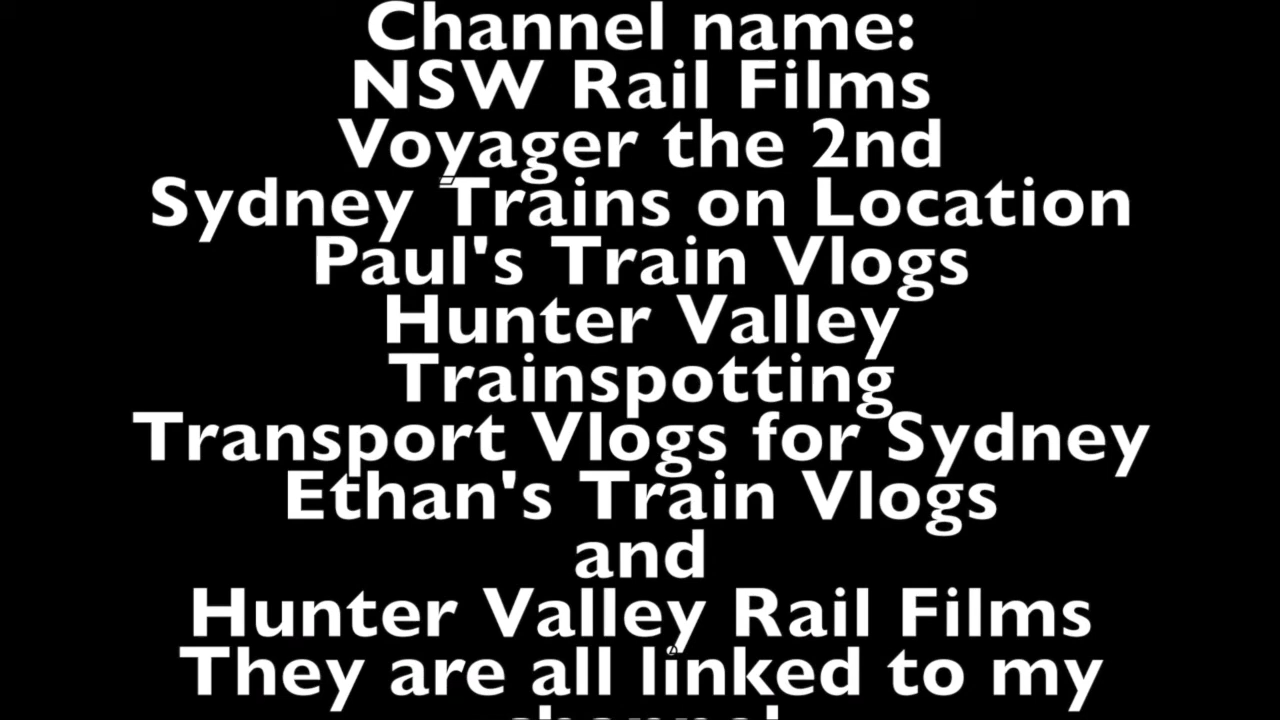 Channel name:
NSW Rail Films
Voyager the 2nd
Sydney Trains on Location
Paul's Train Vlogs
Hunter Valley
Trainspotting
Transport Vlogs for Sydney
Ethan's Train Vlogs
and
Hunter Valley Rail Films
They are all linked to my